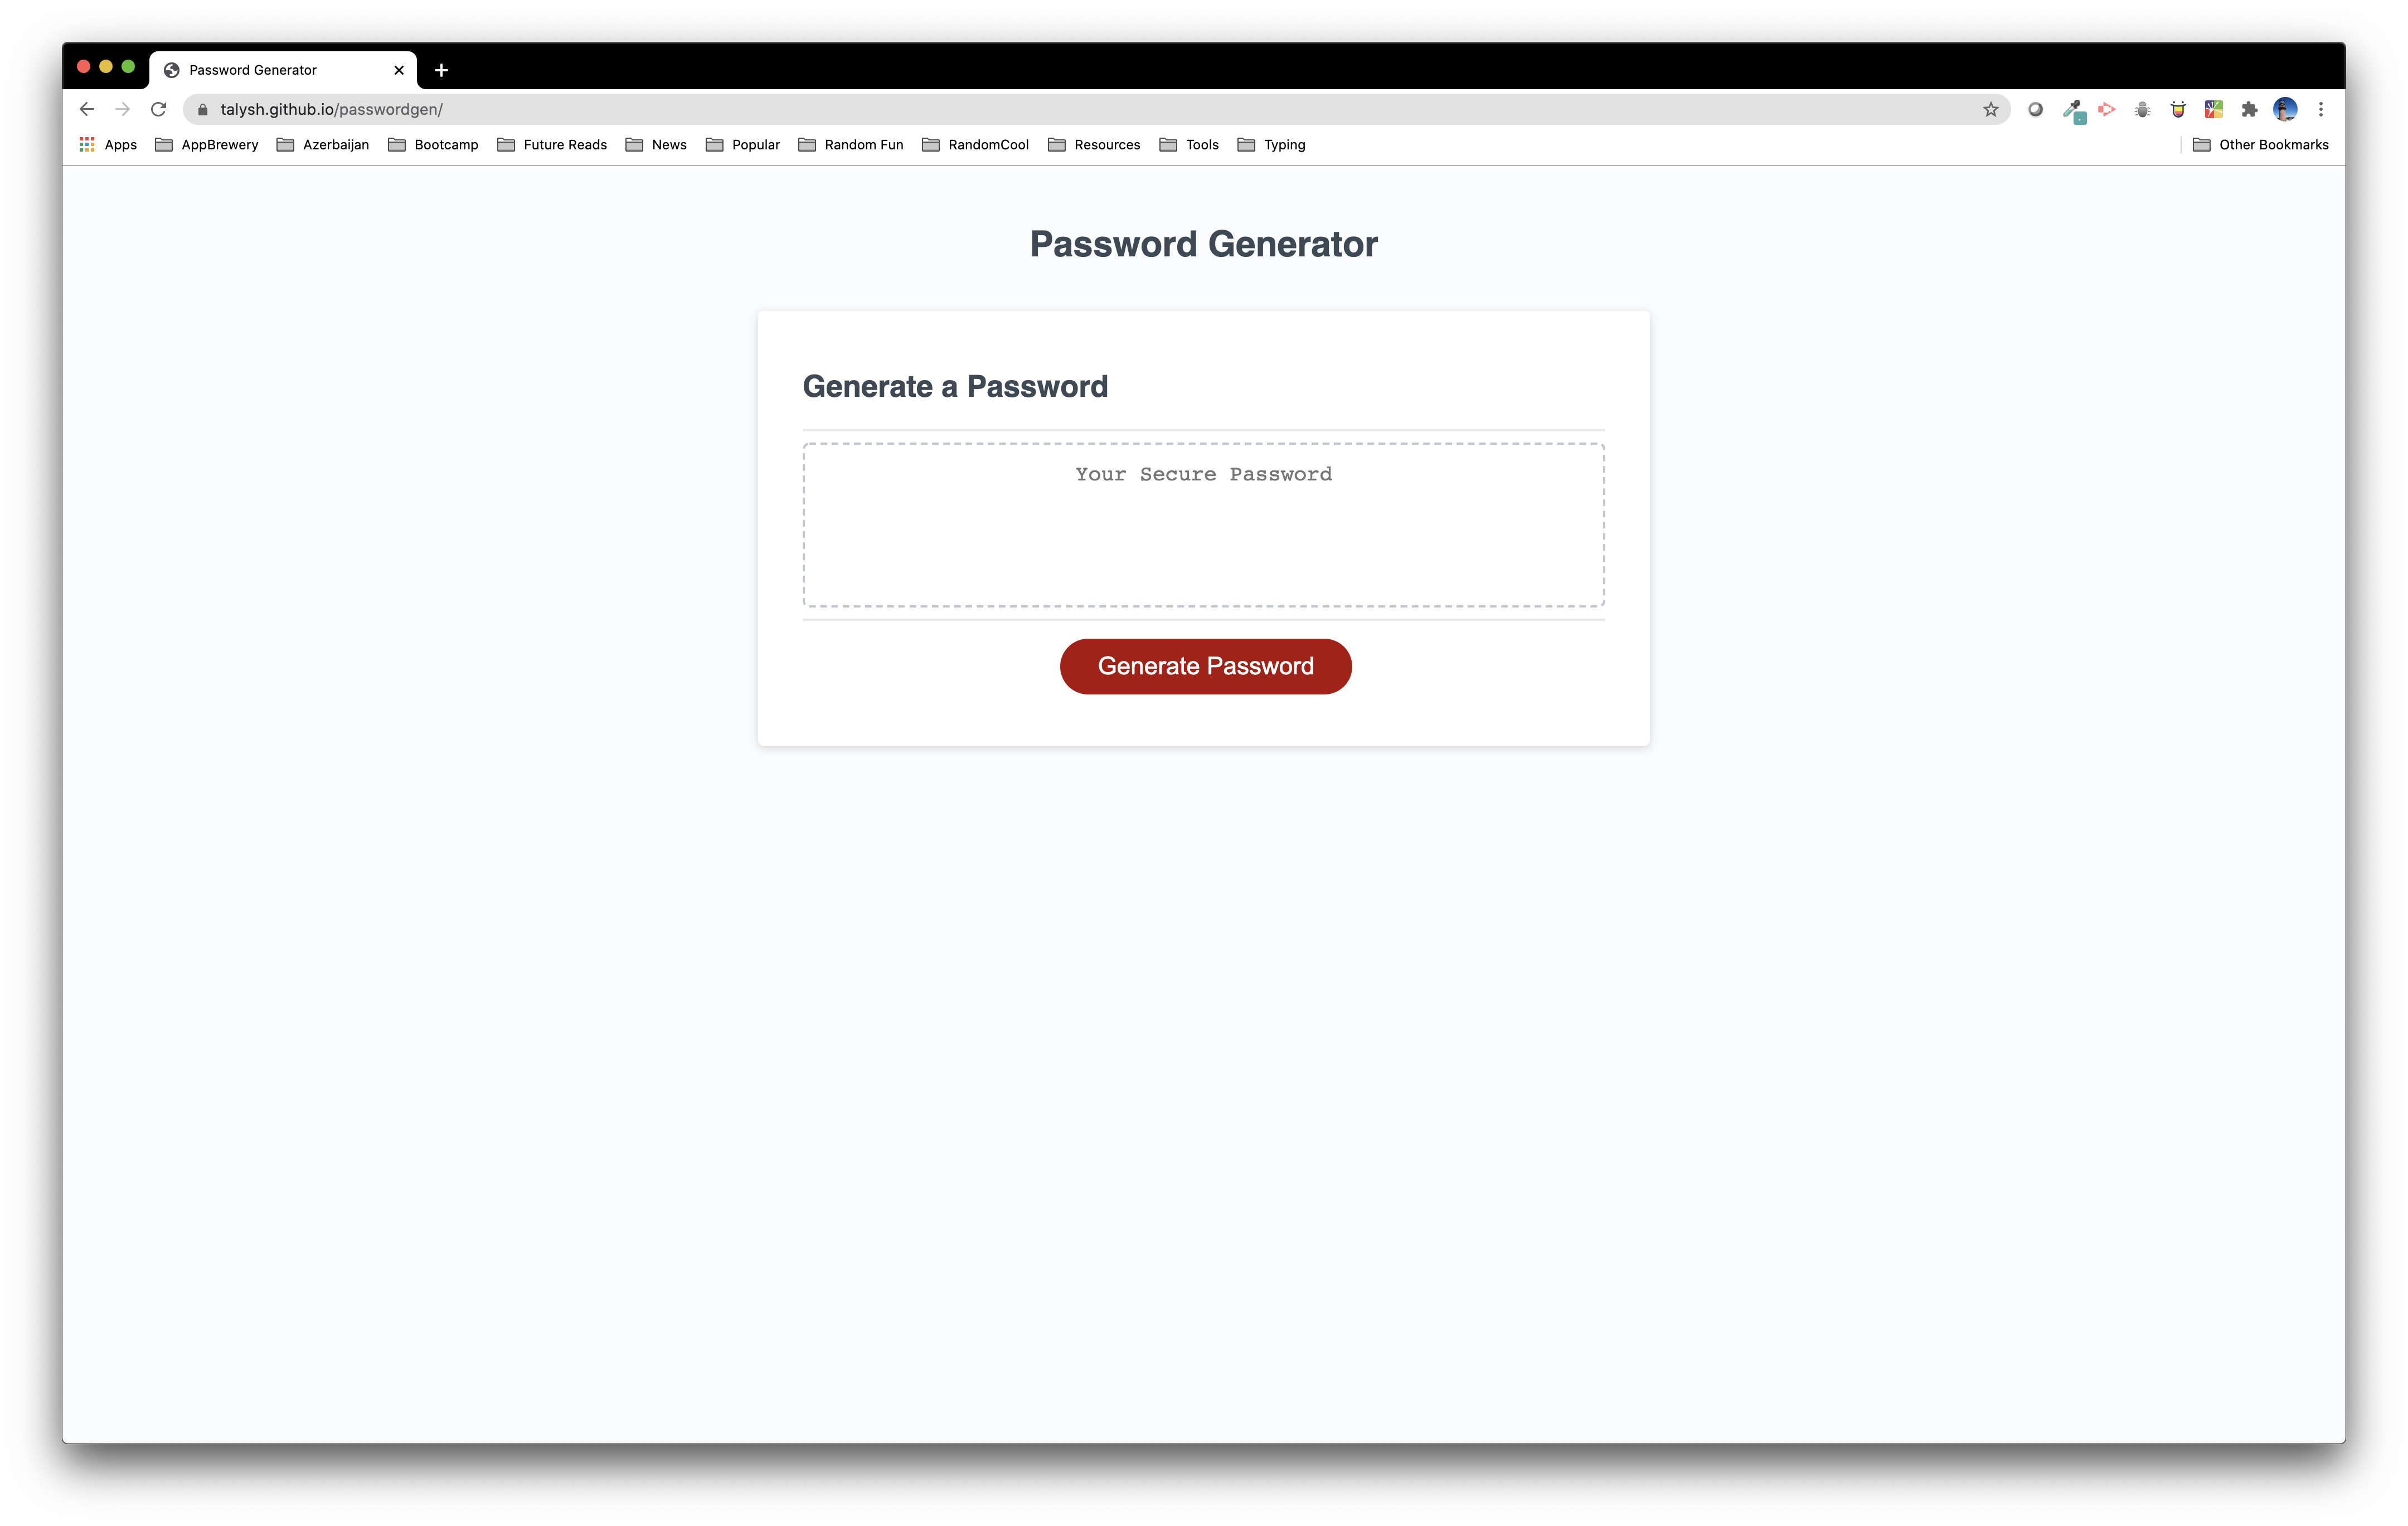 Password Generator
talysh.github.io/passwordgen/
Apps AppBrewery Azerbaijan Bootcamp Future Reads News Popular Random Fun RandomCool Resources Tools Typing Other Bookmarks
Password Generator
Generate a Password
Your Secure Password
Generate Password